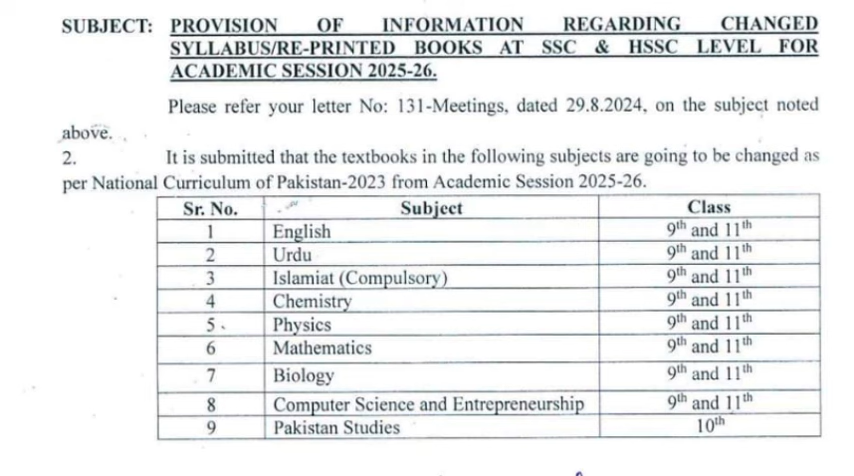 SUBJECT: PROVISION OF INFORMATION REGARDING CHANGED
SYLLABUS/RE-PRINTED BOOKS AT SSC & HSSC LEVEL FOR
ACADEMIC SESSION 2025-26.
Please refer your letter No: 131-Meetings, dated 29.8.2024, on the subject noted
above.
2. It is submitted that the textbooks in the following subjects are going to be changed as
per National Curriculum of Pakistan-2023 from Academic Session 2025-26.
Sr. No. Subject Class
1 English 9th and 11th
2 Urdu 9th and 11th
3 Islamiat (Compulsory) 9th and 11th
4 Chemistry 9th and 11th
5 Physics 9th and 11th
6 Mathematics 9th and 11th
7 Biology 9th and 11th
8 Computer Science and Entrepreneurship 9th and 11th
9 Pakistan Studies 10th